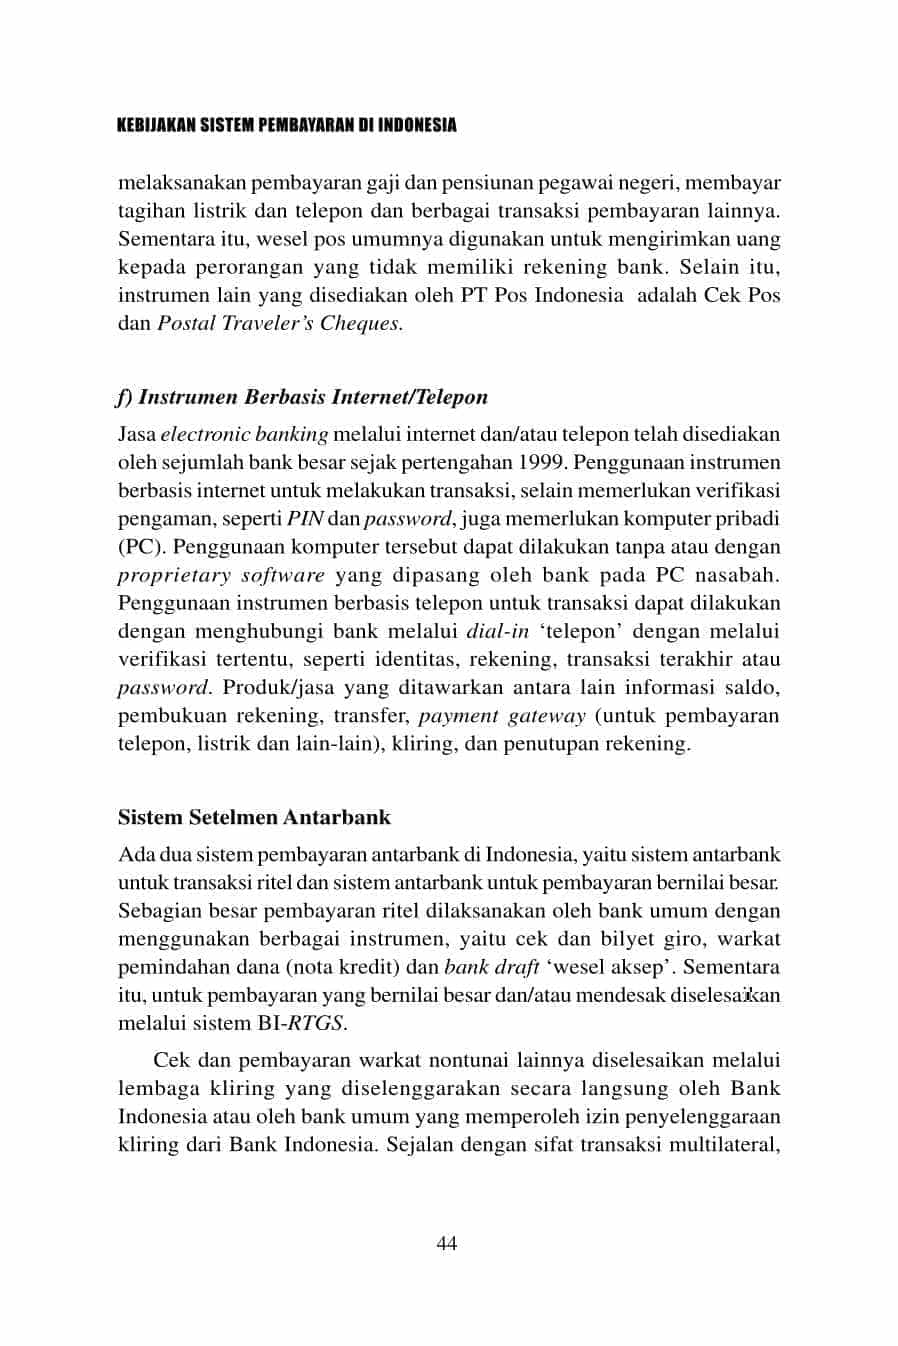 KEBIJAKAN SISTEM PEMBAYARAN DI INDONESIA
melaksanakan pembayaran gaji dan pensiunan pegawai negeri, membayar
tagihan listrik dan telepon dan berbagai transaksi pembayaran lainnya.
Sementara itu, wesel pos umumnya digunakan untuk mengirimkan uang
kepada perorangan yang tidak memiliki rekening bank. Selain itu,
instrumen lain yang disediakan oleh PT Pos Indonesia adalah Cek Pos
dan Postal Traveler’s Cheques.
f) Instrumen Berbasis Internet/Telepon
Jasa electronic banking melalui internet dan/atau telepon telah disediakan
oleh sejumlah bank besar sejak pertengahan 1999. Penggunaan instrumen
berbasis internet untuk melakukan transaksi, selain memerlukan verifikasi
pengaman, seperti PIN dan password, juga memerlukan komputer pribadi
(PC). Penggunaan komputer tersebut dapat dilakukan tanpa atau dengan
proprietary software yang dipasang oleh bank pada PC nasabah.
Penggunaan instrumen berbasis telepon untuk transaksi dapat dilakukan
dengan menghubungi bank melalui dial-in ‘telepon’ dengan melalui
verifikasi tertentu, seperti identitas, rekening, transaksi terakhir atau
password. Produk/jasa yang ditawarkan antara lain informasi saldo,
pembukuan rekening, transfer, payment gateway (untuk pembayaran
telepon, listrik dan lain-lain), kliring, dan penutupan rekening.
Sistem Setelmen Antarbank
Ada dua sistem pembayaran antarbank di Indonesia, yaitu sistem antarbank
untuk transaksi ritel dan sistem antarbank untuk pembayaran bernilai besar.
Sebagian besar pembayaran ritel dilaksanakan oleh bank umum dengan
menggunakan berbagai instrumen, yaitu cek dan bilyet giro, warkat
pemindahan dana (nota kredit) dan bank draft ‘wesel aksep’. Sementara
itu, untuk pembayaran yang bernilai besar dan/atau mendesak diselesaikan
melalui sistem BI-RTGS.
Cek dan pembayaran warkat nontunai lainnya diselesaikan melalui
lembaga kliring yang diselenggarakan secara langsung oleh Bank
Indonesia atau oleh bank umum yang memperoleh izin penyelenggaraan
kliring dari Bank Indonesia. Sejalan dengan sifat transaksi multilateral,
44